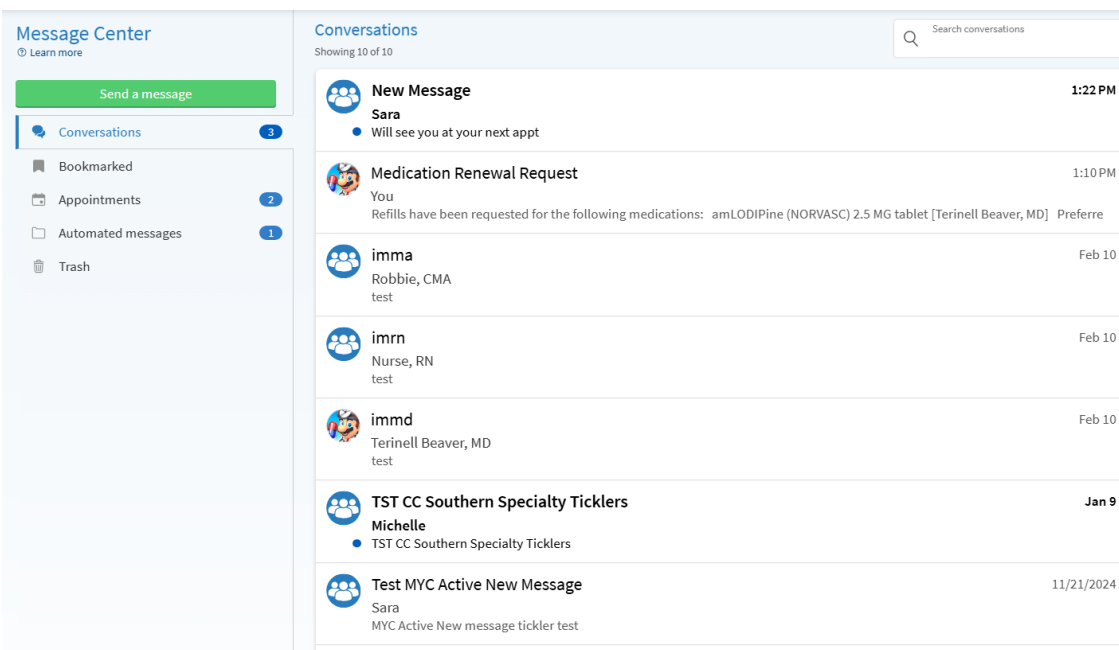 Message Center
Learn more
Send a message
Conversations 3
Bookmarked
Appointments 2
Automated messages 1
Trash
Conversations
Showing 10 of 10
Search conversations
New Message 1:22 PM
Sara
Will see you at your next appt
Medication Renewal Request 1:10 PM
You
Refills have been requested for the following medications: amLODIPine (NORVASC) 2.5 MG tablet [Terinell Beaver, MD] Preferre
imma Feb 10
Robbie, CMA
test
imrn Feb 10
Nurse, RN
test
immd Feb 10
Terinell Beaver, MD
test
TST CC Southern Specialty Ticklers Jan 9
Michelle
TST CC Southern Specialty Ticklers
Test MYC Active New Message 11/21/2024
Sara
MYC Active New message tickler test